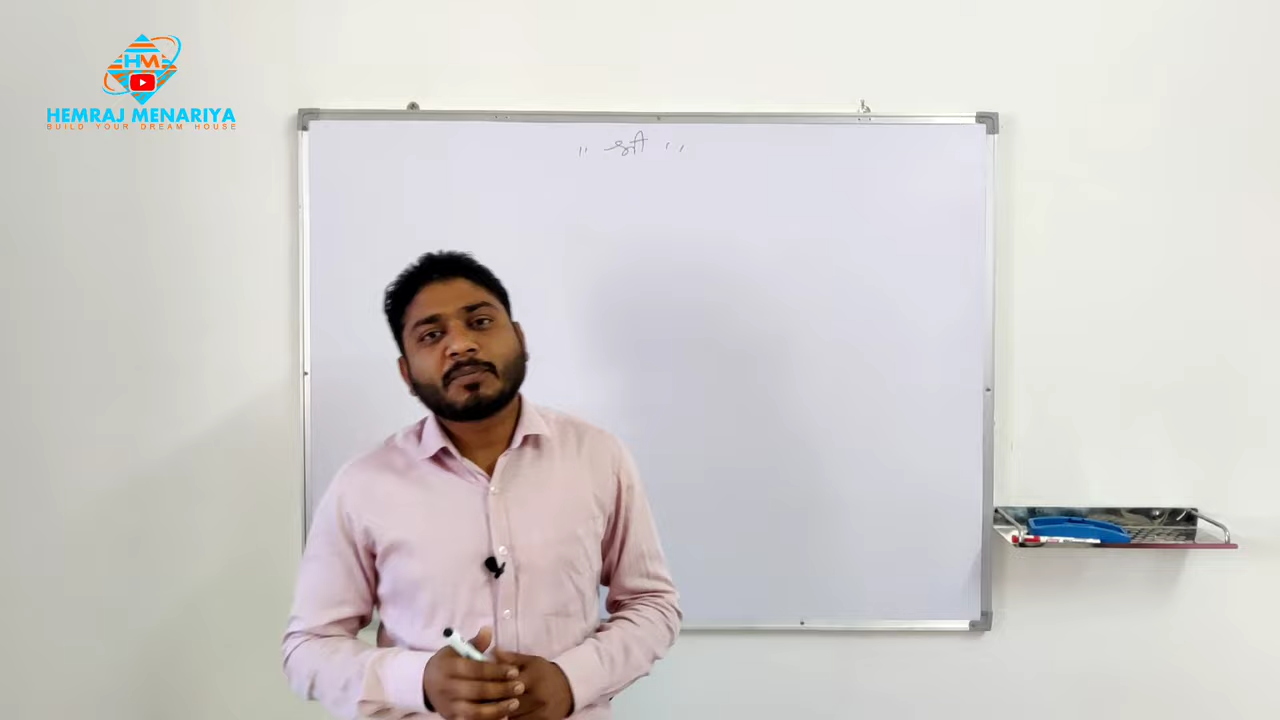 HM
HEMRAJ MENARIYA
BUILD YOUR DREAM HOUSE
" श्री "